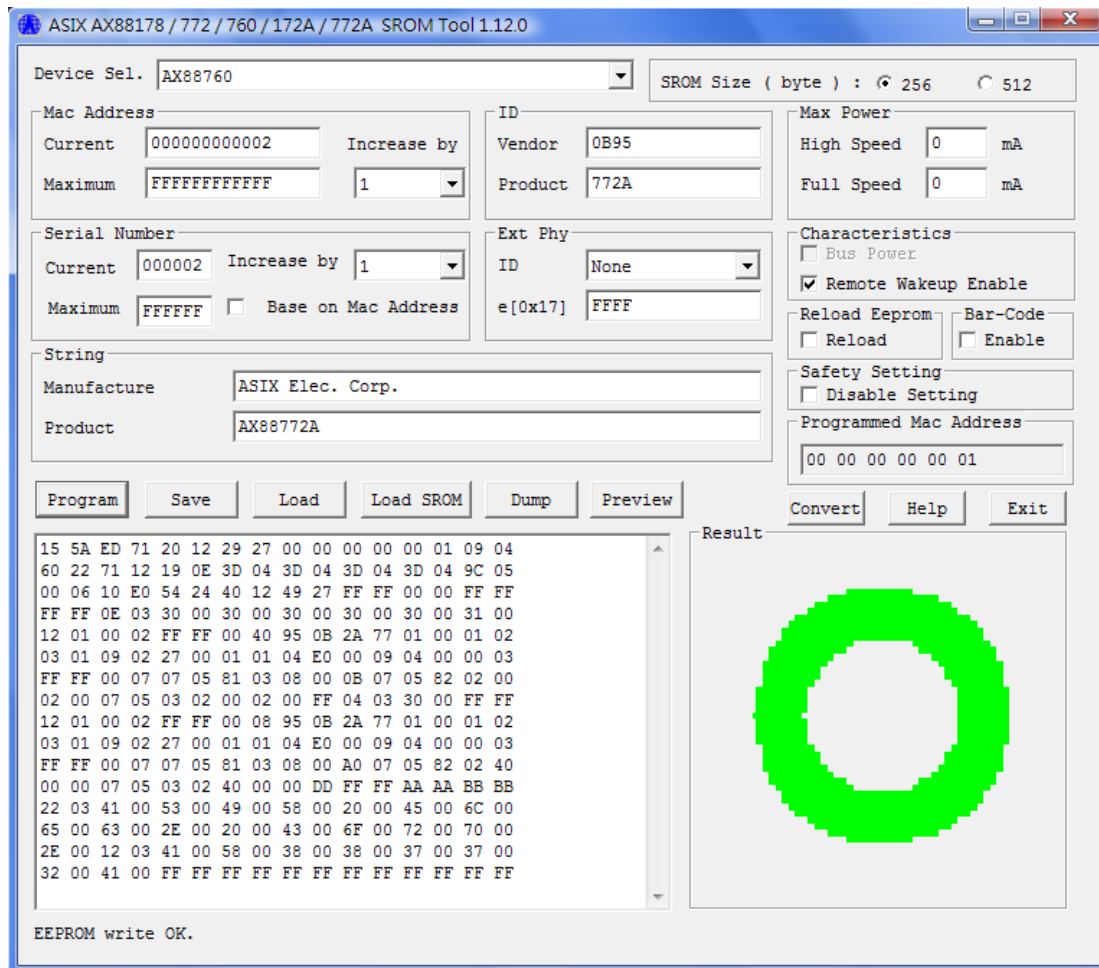 ASIX AX88178 / 772 / 760 / 172A / 772A  SROM Tool 1.12.0
Device Sel. AX88760
SROM Size ( byte ) : 256 512
Mac Address
Current 000000000002 Increase by
Maximum FFFFFFFFFFFF 1
ID
Vendor 0B95
Product 772A
Max Power
High Speed 0 mA
Full Speed 0 mA
Serial Number
Current 000002 Increase by 1
Maximum FFFFFF Base on Mac Address
Ext Phy
ID None
e[0x17] FFFF
Characteristics
Bus Power
Remote Wakeup Enable
Reload Eeprom
Reload
Bar-Code
Enable
String
Manufacture ASIX Elec. Corp.
Product AX88772A
Safety Setting
Disable Setting
Programmed Mac Address
00 00 00 00 00 01
Program Save Load Load SROM Dump Preview
Convert Help Exit
15 5A ED 71 20 12 29 27 00 00 00 00 00 01 09 04
60 22 71 12 19 0E 3D 04 3D 04 3D 04 3D 04 9C 05
00 06 10 E0 54 24 40 12 49 27 FF FF 00 00 FF FF
FF FF 0E 03 30 00 30 00 30 00 30 00 30 00 31 00
12 01 00 02 FF FF 00 40 95 0B 2A 77 01 00 01 02
03 01 09 02 27 00 01 01 04 E0 00 09 04 00 00 03
FF FF 00 07 07 05 81 03 08 00 0B 07 05 82 02 00
02 00 07 05 03 02 00 02 00 FF 04 03 30 00 FF FF
12 01 00 02 FF FF 00 08 95 0B 2A 77 01 00 01 02
03 01 09 02 27 00 01 01 04 E0 00 09 04 00 00 03
FF FF 00 07 07 05 81 03 08 00 A0 07 05 82 02 40
00 00 07 05 03 02 40 00 00 DD FF FF AA AA BB BB
22 03 41 00 53 00 49 00 58 00 20 00 45 00 6C 00
65 00 63 00 2E 00 20 00 43 00 6F 00 72 00 70 00
2E 00 12 03 41 00 58 00 38 00 38 00 37 00 37 00
32 00 41 00 FF FF FF FF FF FF FF FF FF FF FF FF
Result
EEPROM write OK.